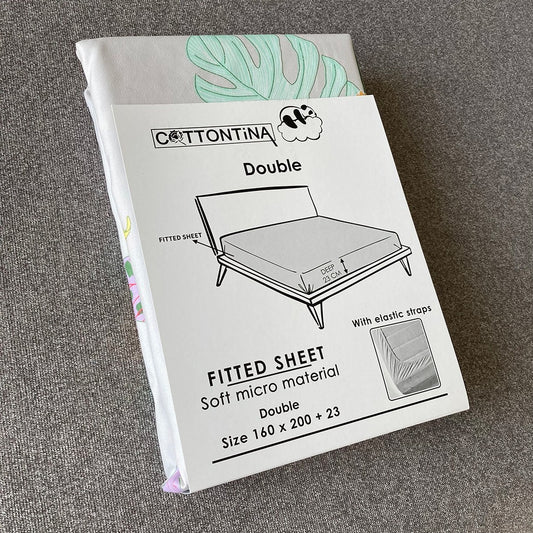 COTTONTiNA
Double
FITTED SHEET
DEEP
23 CM
With elastic straps
FITTED SHEET
Soft micro material
Double
Size 160 x 200 + 23